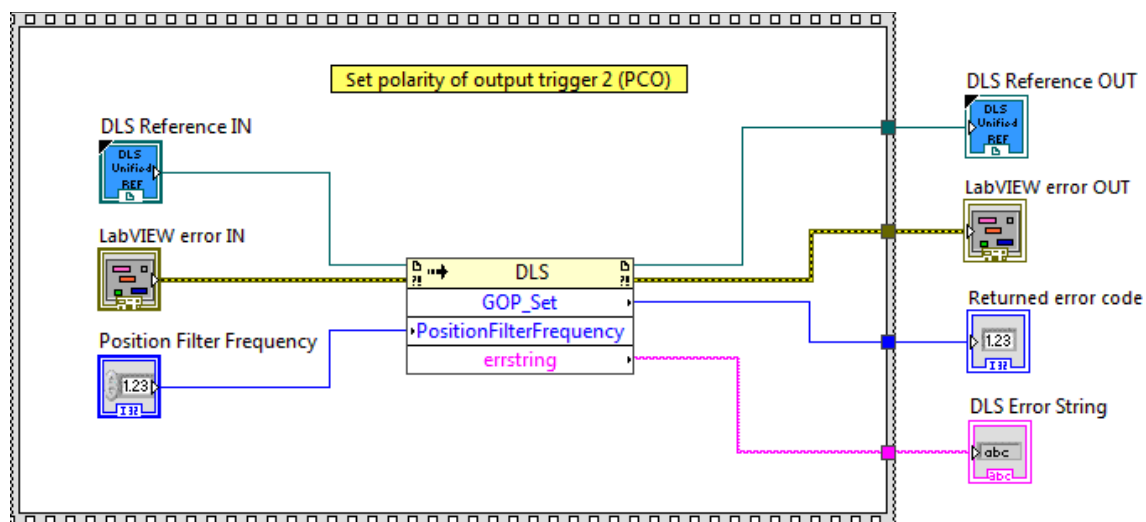 Set polarity of output trigger 2 (PCO)
DLS Reference OUT
DLS
Unified
REF
DLS Reference IN
DLS
Unified
REF
LabVIEW error OUT
LabVIEW error IN
DLS
GOP_Set
PositionFilterFrequency
errstring
Returned error code
1.23
I32
Position Filter Frequency
1.23
I32
DLS Error String
abc
abc